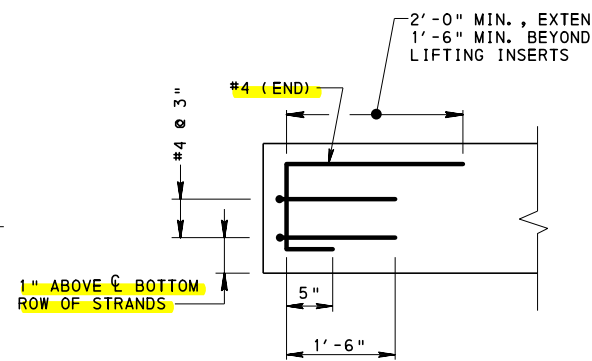 2'-0" MIN., EXTEN
1'-6" MIN. BEYOND
LIFTING INSERTS
#4 (END)
#4 @ 3"
1" ABOVE ℄ BOTTOM
ROW OF STRANDS
5"
1'-6"